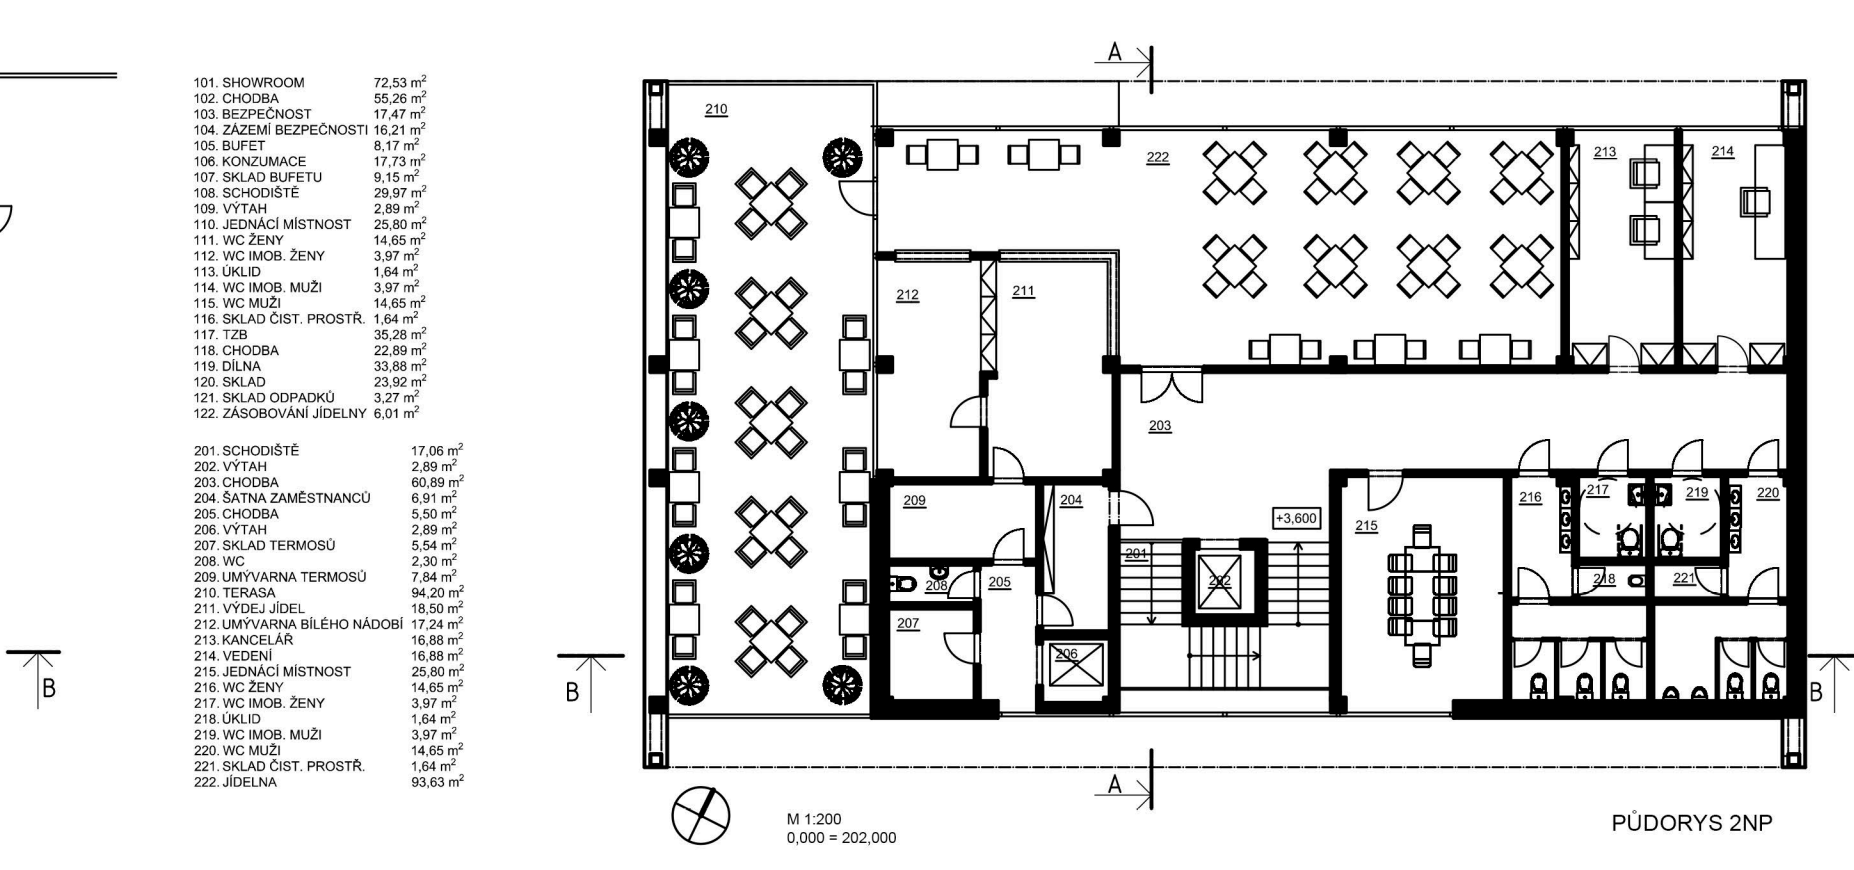 101. SHOWROOM 72,53 m²
102. CHODBA 55,26 m²
103. BEZPEČNOST 17,47 m²
104. ZÁZEMÍ BEZPEČNOSTI 16,21 m²
105. BUFET 8,17 m²
106. KONZUMACE 17,73 m²
107. SKLAD BUFETU 9,15 m²
108. SCHODIŠTĚ 29,97 m²
109. VÝTAH 2,89 m²
110. JEDNÁCÍ MÍSTNOST 25,80 m²
111. WC ŽENY 14,65 m²
112. WC IMOB. ŽENY 3,97 m²
113. ÚKLID 1,64 m²
114. WC IMOB. MUŽI 3,97 m²
115. WC MUŽI 14,65 m²
116. SKLAD ČIST. PROSTŘ. 1,64 m²
117. TZB 35,28 m²
118. CHODBA 22,89 m²
119. DÍLNA 33,88 m²
120. SKLAD 23,92 m²
121. SKLAD ODPADKŮ 3,27 m²
122. ZÁSOBOVÁNÍ JÍDELNY 6,01 m²
201. SCHODIŠTĚ 17,06 m²
202. VÝTAH 2,89 m²
203. CHODBA 60,89 m²
204. ŠATNA ZAMĚSTNANCŮ 6,91 m²
205. CHODBA 5,50 m²
206. VÝTAH 2,89 m²
207. SKLAD TERMOSŮ 5,54 m²
208. WC 2,30 m²
209. UMÝVARNA TERMOSŮ 7,84 m²
210. TERASA 94,20 m²
211. VÝDEJ JÍDEL 18,50 m²
212. UMÝVARNA BÍLÉHO NÁDOBÍ 17,24 m²
213. KANCELÁŘ 16,88 m²
214. VEDENÍ 16,88 m²
215. JEDNÁCÍ MÍSTNOST 25,80 m²
216. WC ŽENY 14,65 m²
217. WC IMOB. ŽENY 3,97 m²
218. ÚKLID 1,64 m²
219. WC IMOB. MUŽI 3,97 m²
220. WC MUŽI 14,65 m²
221. SKLAD ČIST. PROSTŘ. 1,64 m²
222. JÍDELNA 93,63 m²
A
210
222
213
214
212
211
203
209
204
216
217
219
220
+3,600
215
201
202
208
205
218
221
207
206
B
B
B
A
M 1:200
0,000 = 202,000
PŮDORYS 2NP